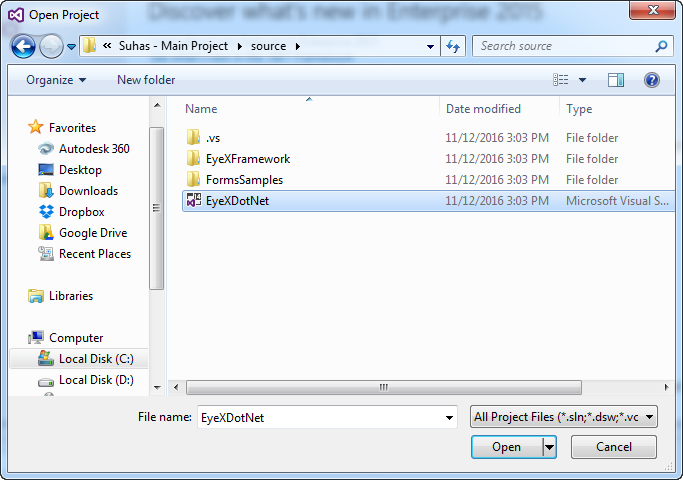 Open Project
Discover what's new in Enterprise 2015
« Suhas - Main Project source
Search source
Organize New folder
Name Date modified Type
Favorites
Autodesk 360
Desktop
Downloads
Dropbox
Google Drive
Recent Places
Libraries
Computer
Local Disk (C:)
Local Disk (D:)
.vs 11/12/2016 3:03 PM File folder
EyeXFramework 11/12/2016 3:03 PM File folder
FormsSamples 11/12/2016 3:03 PM File folder
EyeXDotNet 11/12/2016 3:03 PM Microsoft Visual S...
File name: EyeXDotNet All Project Files (*.sln;*.dsw;*.vc
Open Cancel